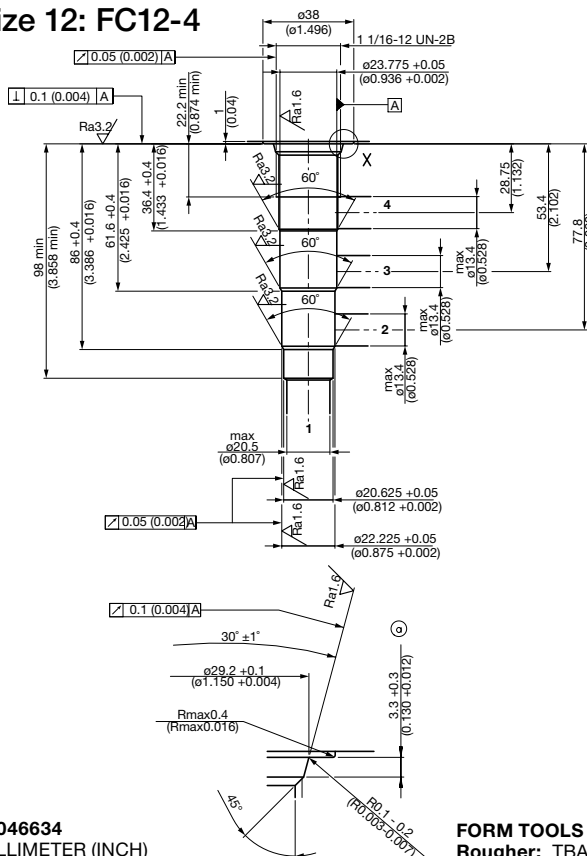 ize 12: FC12-4
ø38
(ø1.496)
1 1/16-12 UN-2B
0.05 (0.002) A
ø23.775 +0.05
(ø0.936 +0.002)
⊥ 0.1 (0.004) A
22.2 min
(0.874 min)
1
(0.04)
Ra1.6
A
Ra3.2
X
98 min
(3.858 min)
86 +0.4
(3.386 +0.016)
61.6 +0.4
(2.425 +0.016)
36.4 +0.4
(1.433 +0.016)
Ra3.2
60°
4
28.75
(1.132)
53.4
(2.102)
77.8
Ra3.2
60°
3
max
ø13.4
(ø0.528)
Ra3.2
60°
2
max
ø13.4
(ø0.528)
max
ø13.4
(ø0.528)
1
max
ø20.5
(ø0.807)
Ra1.6
ø20.625 +0.05
(ø0.812 +0.002)
0.05 (0.002) A
Ra1.6
ø22.225 +0.05
(ø0.875 +0.002)
Ra1.6
0.1 (0.004) A
a
30° ±1°
ø29.2 +0.1
(ø1.150 +0.004)
3.3 +0.3
(0.130 +0.012)
Rmax0.4
(Rmax0.016)
R0.1 - 0.2
(R0.003-0.007)
45°
046634
LLIMETER (INCH)
FORM TOOLS
Rougher: TBA